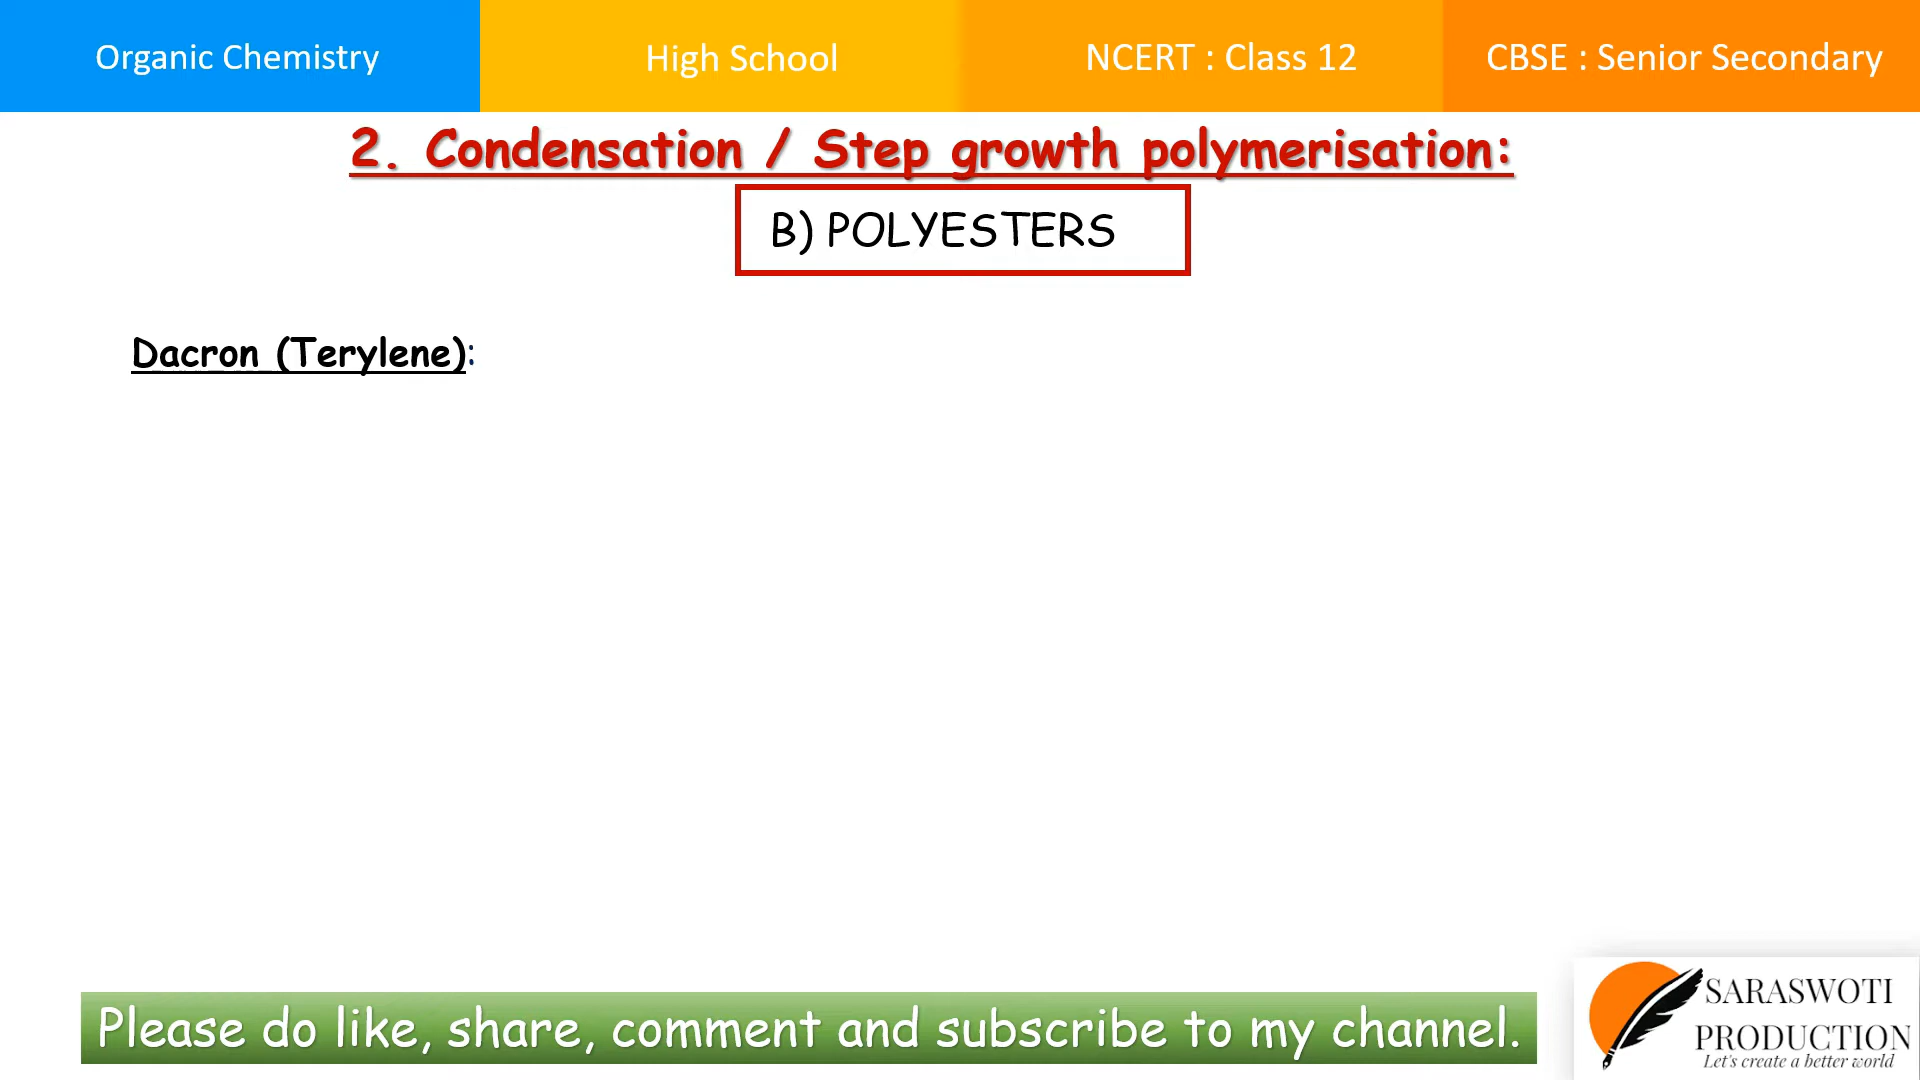 Organic Chemistry
High School
NCERT : Class 12
CBSE : Senior Secondary
2. Condensation / Step growth polymerisation:
B) POLYESTERS
Dacron (Terylene):
Please do like, share, comment and subscribe to my channel.
SARASWOTI
PRODUCTION
Let's create a better world